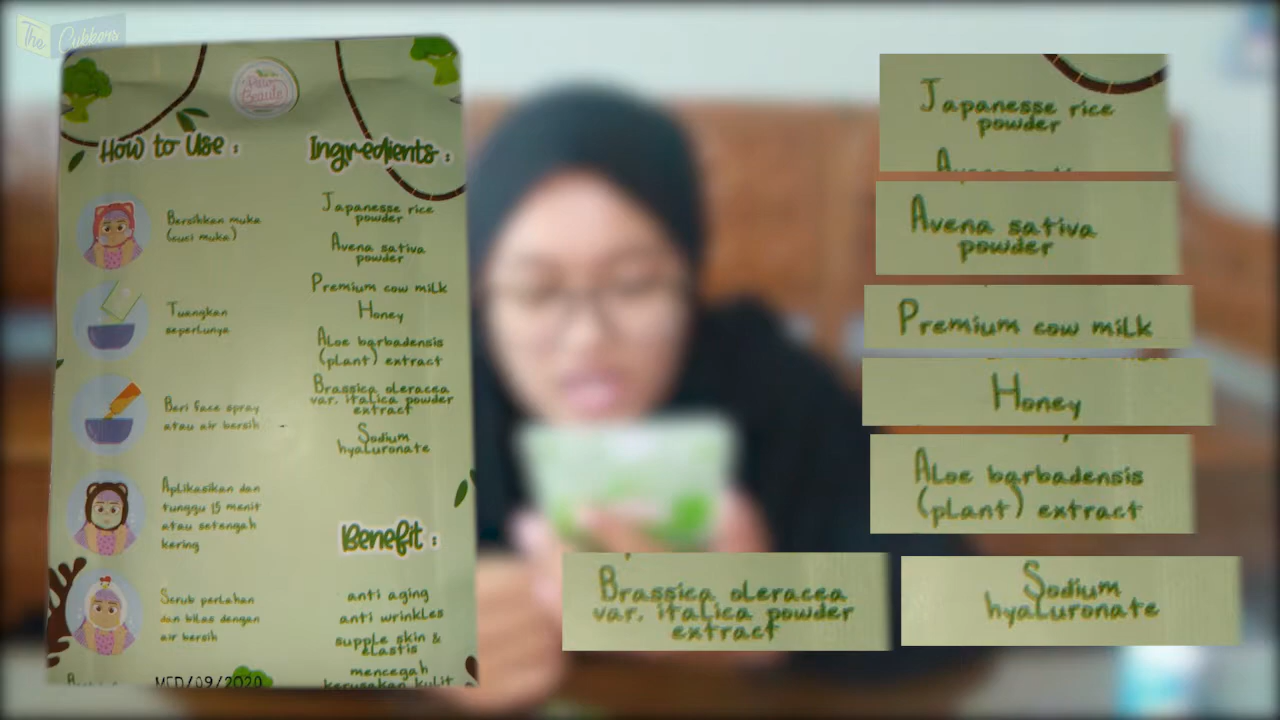 The Cukkers
Beaute
How to Use :
Bersihkan muka
(cuci muka)
Tuangkan
seperlunya
Beri face spray
atau air bersih
Aplikasikan dan
tunggu 15 menit
atau setengah
kering
Scrub perlahan
dan bilas dengan
air bersih
MFD/09/2020
Ingredients :
Japanesse rice
powder
Avena sativa
powder
Premium cow milk
Honey
Aloe barbadensis
(plant) extract
Brassica oleracea
var. italica powder
extract
Sodium
hyaluronate
Benefit :
anti aging
anti wrinkles
supple skin &
elastis
mencegah
kerusakan kulit
Japanesse rice
powder
Avena sativa
powder
Premium cow milk
Honey
Aloe barbadensis
(plant) extract
Brassica oleracea
var. italica powder
extract
Sodium
hyaluronate